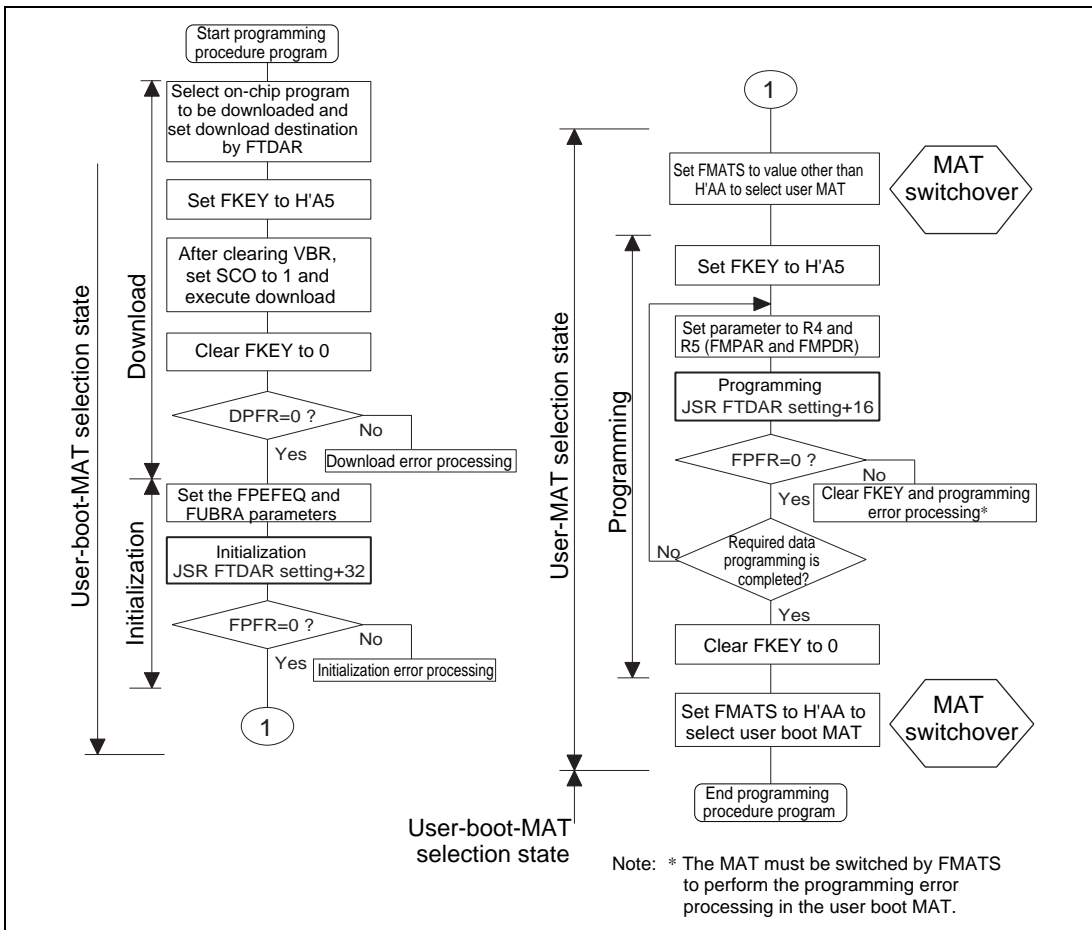 Start programming
procedure program
Select on-chip program
to be downloaded and
set download destination
by FTDAR
Set FKEY to H'A5
After clearing VBR,
set SCO to 1 and
execute download
Clear FKEY to 0
DPFR=0 ?
No
Yes
Download error processing
Set the FPEFEQ and
FUBRA parameters
Initialization
JSR FTDAR setting+32
FPFR=0 ?
No
Yes
Initialization error processing
1
User-boot-MAT selection state
Download
Initialization
1
Set FMATS to value other than
H'AA to select user MAT
MAT
switchover
Set FKEY to H'A5
Set parameter to R4 and
R5 (FMPAR and FMPDR)
Programming
JSR FTDAR setting+16
FPFR=0 ?
No
Yes
Clear FKEY and programming
error processing*
Required data
programming is
completed?
No
Yes
Clear FKEY to 0
Set FMATS to H'AA to
select user boot MAT
MAT
switchover
End programming
procedure program
User-MAT selection state
Programming
User-boot-MAT
selection state
Note: * The MAT must be switched by FMATS
to perform the programming error
processing in the user boot MAT.